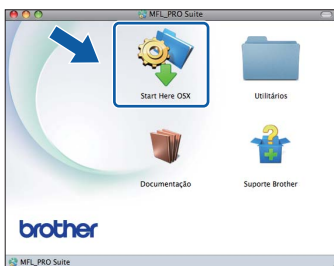 MFL_PRO Suite
Start Here OSX
Utilitários
Documentação
Suporte Brother
brother
MFL_PRO Suite